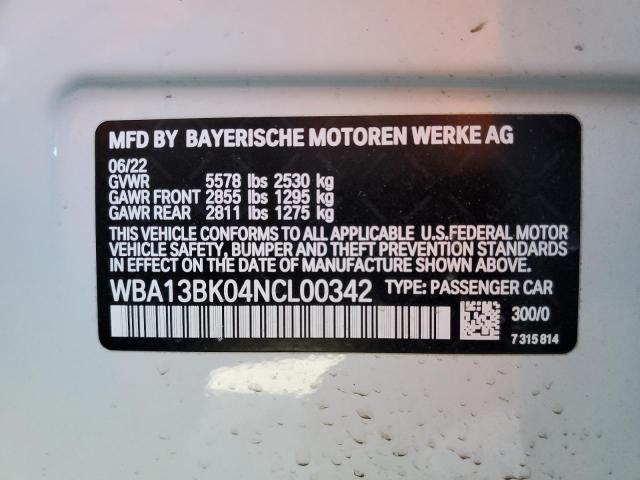 MFD BY BAYERISCHE MOTOREN WERKE AG
06/22
GVWR 5578 lbs 2530 kg
GAWR FRONT 2855 lbs 1295 kg
GAWR REAR 2811 lbs 1275 kg
THIS VEHICLE CONFORMS TO ALL APPLICABLE U.S.FEDERAL MOTOR
VEHICLE SAFETY, BUMPER AND THEFT PREVENTION STANDARDS
IN EFFECT ON THE DATE OF MANUFACTURE SHOWN ABOVE.
WBA13BK04NCL00342 TYPE: PASSENGER CAR
300/0
7 315 814